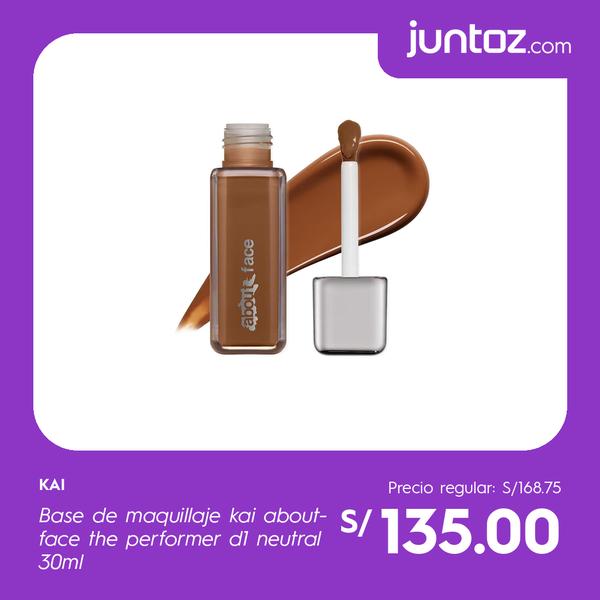 juntoz.com
about-face
KAI
Base de maquillaje kai about-
face the performer d1 neutral
30ml
Precio regular: S/168.75
S/135.00